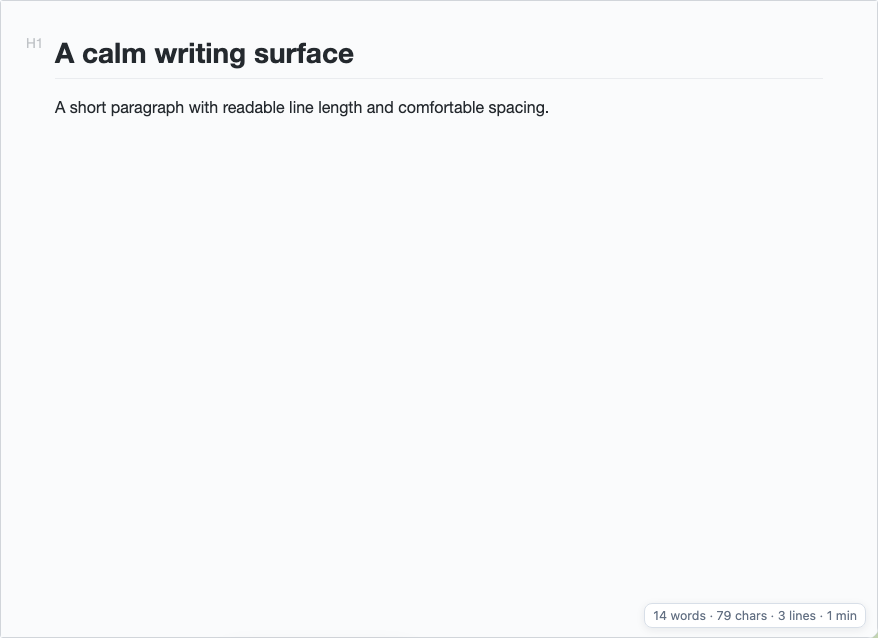 H1
A calm writing surface
A short paragraph with readable line length and comfortable spacing.
14 words · 79 chars · 3 lines · 1 min